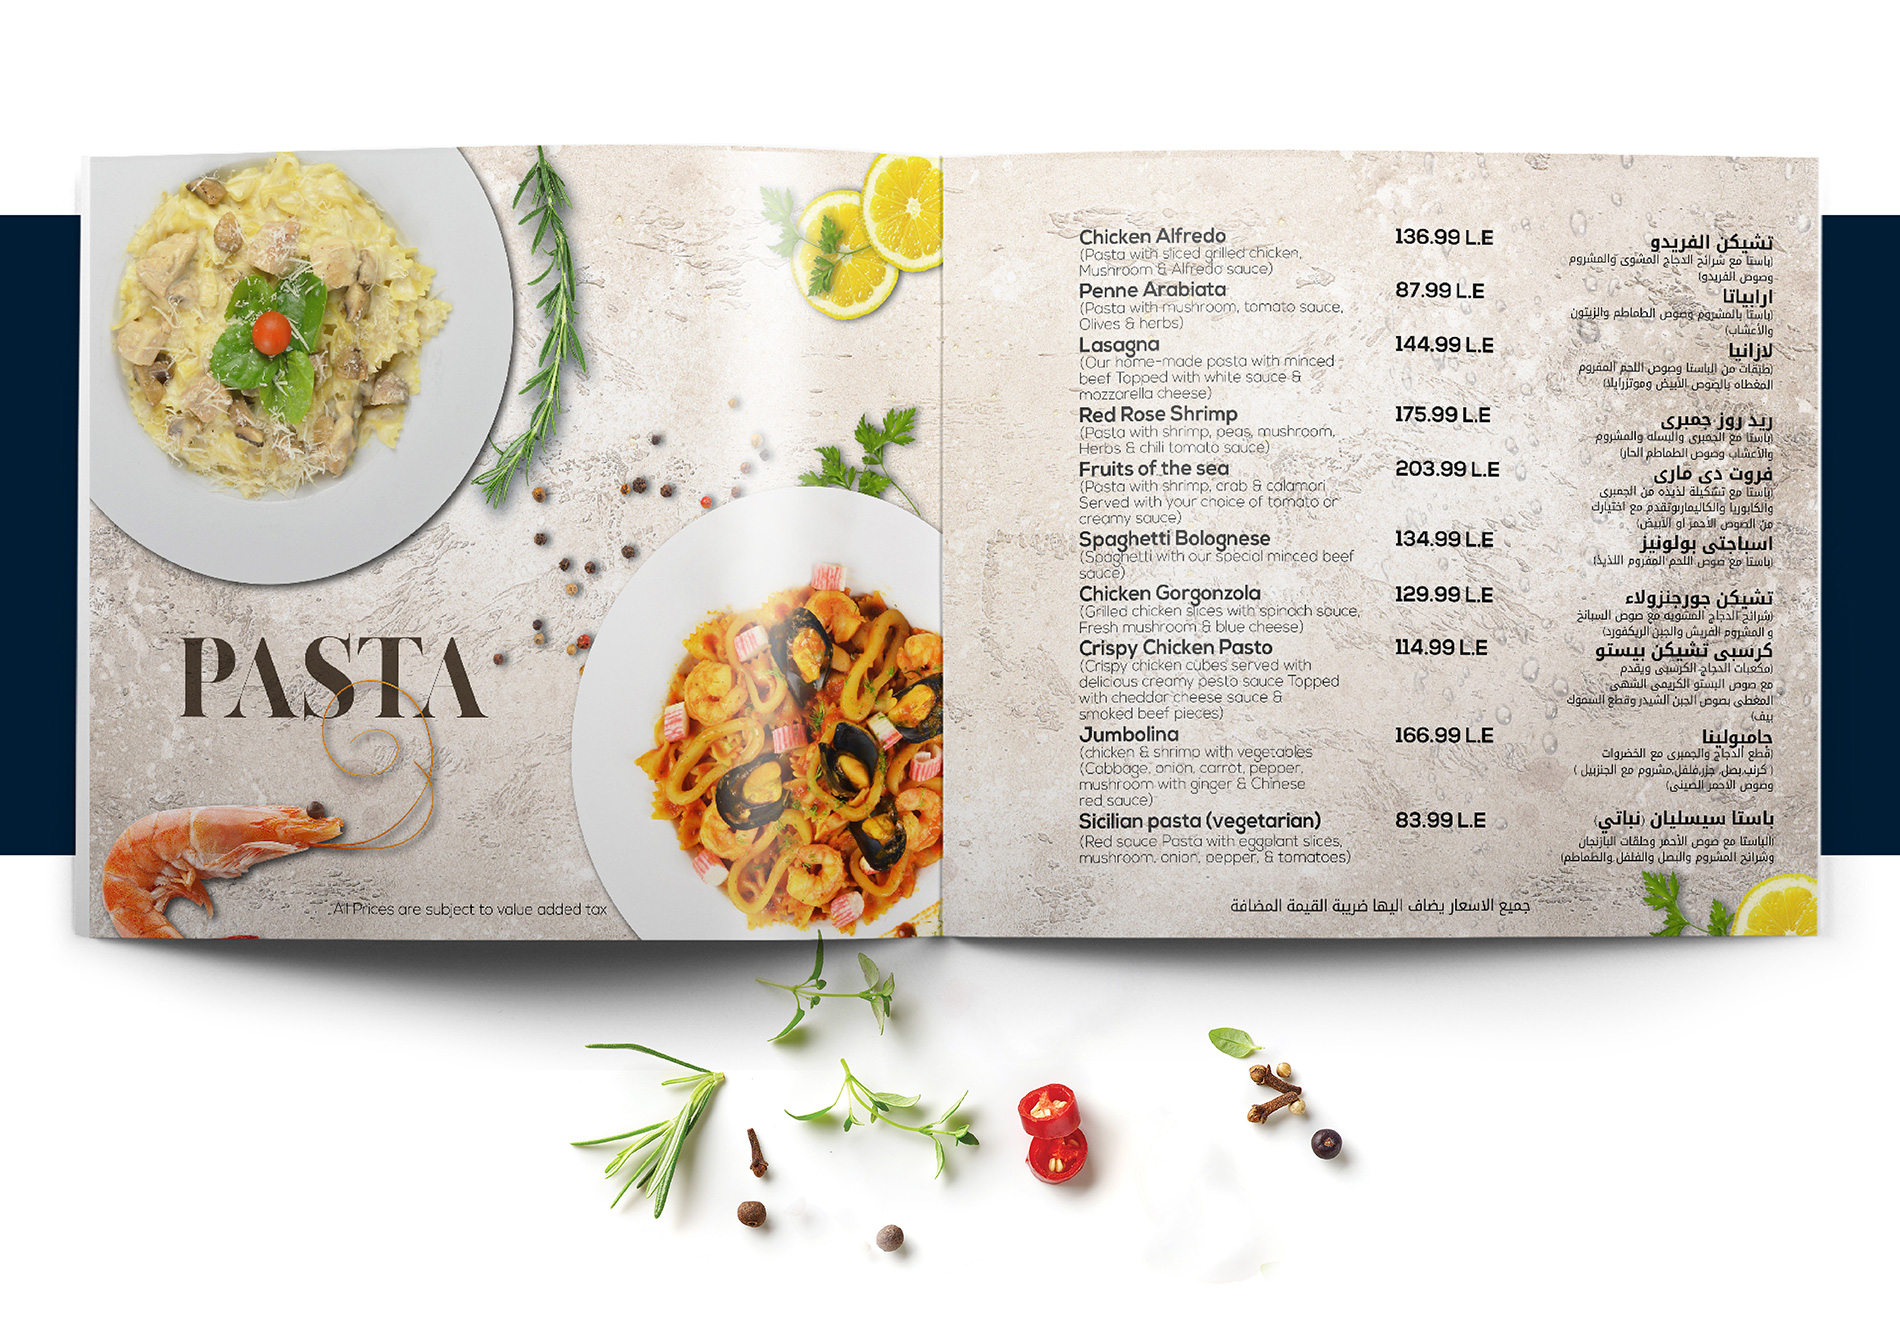 PASTA
All Prices are subject to value added tax
Chicken Alfredo 136.99 L.E
(Pasta with sliced grilled chicken,
Mushroom & Alfredo sauce)
Penne Arabiata 87.99 L.E
(Pasta with mushroom, tomato sauce,
Olives & herbs)
Lasagna 144.99 L.E
(Our home-made pasta with minced
beef Topped with white sauce &
mozzarella cheese)
Red Rose Shrimp 175.99 L.E
(Pasta with shrimp, peas, mushroom,
Herbs & chili tomato sauce)
Fruits of the sea 203.99 L.E
(Pasta with shrimp, crab & calamari
Served with your choice of tomato or
creamy sauce)
Spaghetti Bolognese 134.99 L.E
(Spaghetti with our special minced beef
sauce)
Chicken Gorgonzola 129.99 L.E
(Grilled chicken slices with spinach sauce,
Fresh mushroom & blue cheese)
Crispy Chicken Pasto 114.99 L.E
(Crispy chicken cubes served with
delicious creamy pesto sauce Topped
with cheddar cheese sauce &
smoked beef pieces)
Jumbolina 166.99 L.E
(chicken & shrimp with vegetables
(Cabbage, onion, carrot, pepper,
mushroom with ginger & Chinese
red sauce)
Sicilian pasta (vegetarian) 83.99 L.E
(Red sauce Pasta with eggplant slices,
mushroom, onion, pepper, & tomatoes)
تشيكن الفريدو
(باستا مع شرائح الدجاج المشوى والمشروم
وصوص الفريدو)
ارابياتا
(باستا بالمشروم وصوص الطماطم والزيتون
والأعشاب)
لازانيا
(طبقات من الباستا وصوص اللحم المفروم
المغطاه بالصوص الأبيض وموتزرايلا)
ريد روز جمبرى
(باستا مع الجمبرى والبسله والمشروم
والأعشاب وصوص الطماطم الحار)
فروت دى مارى
(باستا مع تشكيلة لذيذه من الجمبرى
والكابوريا والكاليماريوتقدم مع اختيارك
من الصوص الأحمر او الأبيض)
اسباجتى بولونيز
(باستا مع صوص اللحم المفروم اللذيذ)
تشيكن جورجنزولاء
(شرائح الدجاج المشويه مع صوص السبانخ
و المشروم الفريش والجبن الريكفورد)
كرسبى تشيكن بيستو
(مكعبات الدجاج الكرسبى ويقدم
مع صوص البستو الكريمى الشهى
المغطى بصوص الجبن الشيدر وقطع السموك
بيف)
جامبولينا
(قطع الدجاج والجمبرى مع الخضروات
( كرنب,بصل, جزر,فلفل,مشروم مع الجنزبيل )
وصوص الأحمر الصينى)
باستا سيسليان (نباتي)
(الباستا مع صوص الأحمر وحلقات الباذنجان
وشرائح المشروم والبصل والفلفل والطماطم)
جميع الاسعار يضاف اليها ضريبة القيمة المضافة